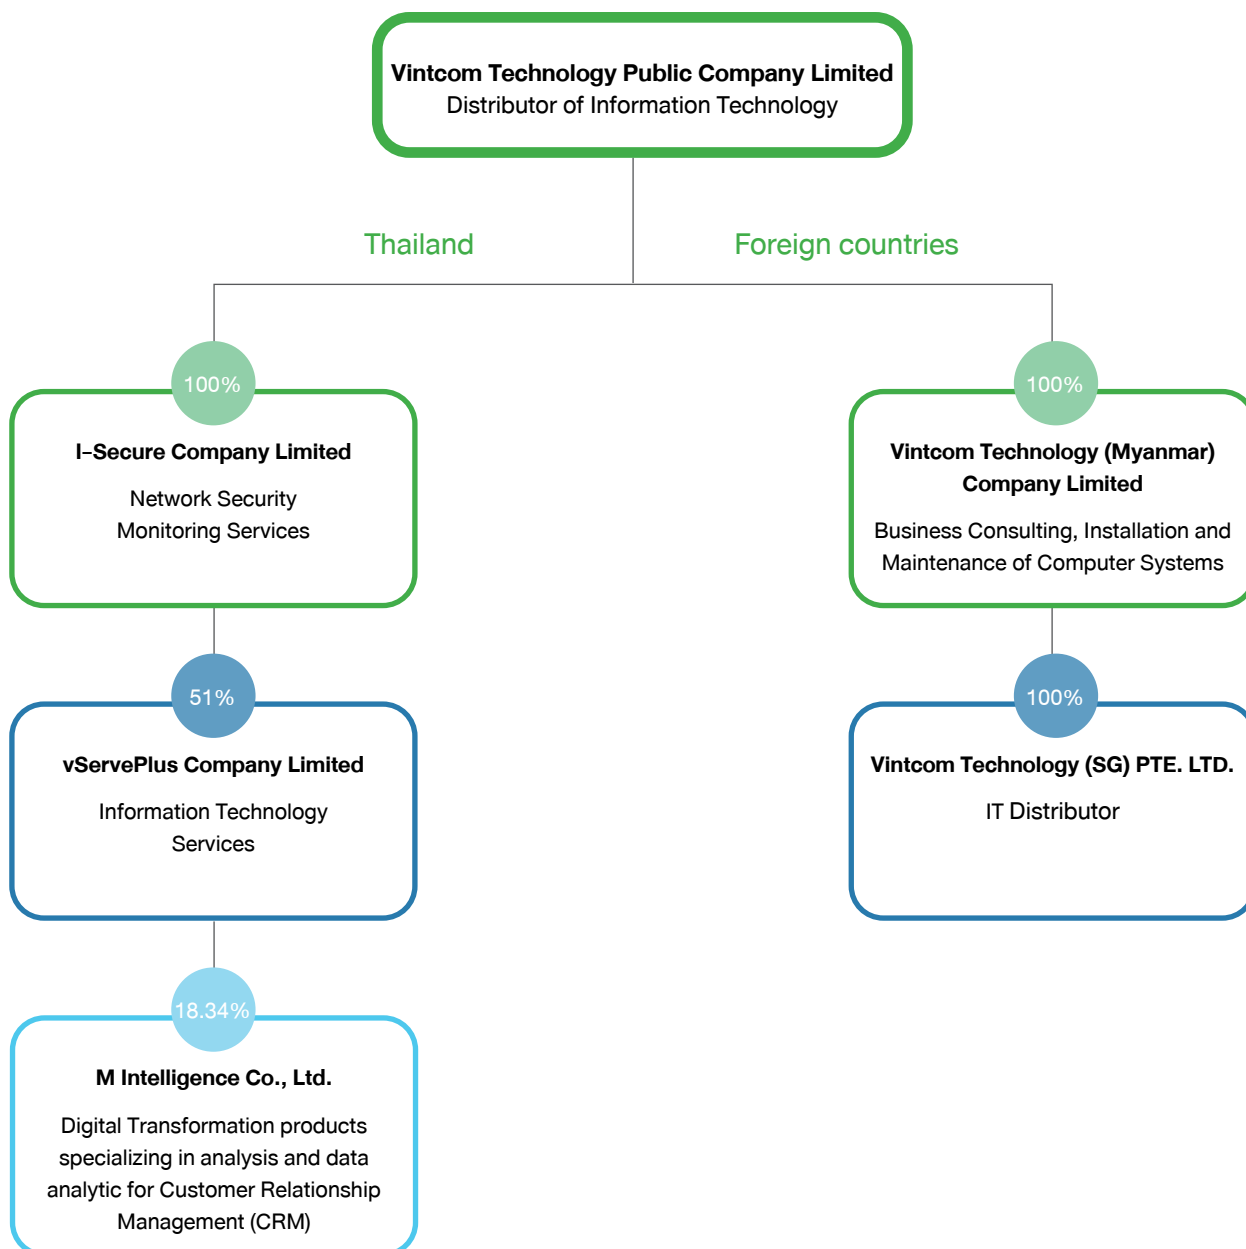 Vintcom Technology Public Company Limited
Distributor of Information Technology
Thailand
Foreign countries
100%
I-Secure Company Limited
Network Security
Monitoring Services
100%
Vintcom Technology (Myanmar)
Company Limited
Business Consulting, Installation and
Maintenance of Computer Systems
51%
vServePlus Company Limited
Information Technology
Services
100%
Vintcom Technology (SG) PTE. LTD.
IT Distributor
18.34%
M Intelligence Co., Ltd.
Digital Transformation products
specializing in analysis and data
analytic for Customer Relationship
Management (CRM)